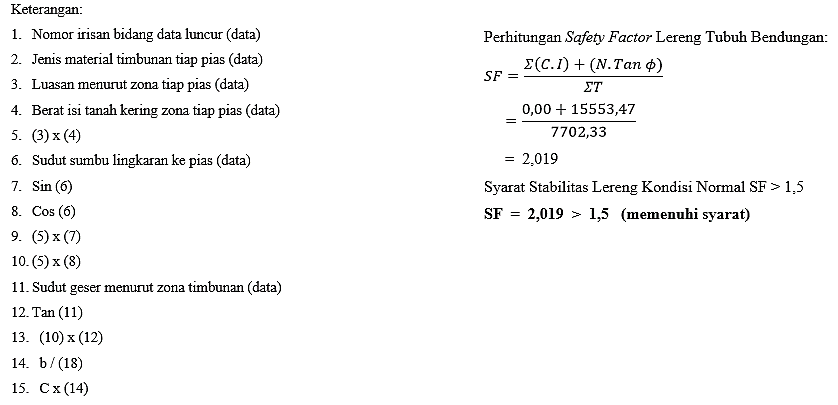 Keterangan:
1. Nomor irisan bidang data luncur (data)
2. Jenis material timbunan tiap pias (data)
3. Luasan menurut zona tiap pias (data)
4. Berat isi tanah kering zona tiap pias (data)
5. (3) x (4)
6. Sudut sumbu lingkaran ke pias (data)
7. Sin (6)
8. Cos (6)
9. (5) x (7)
10. (5) x (8)
11. Sudut geser menurut zona timbunan (data)
12. Tan (11)
13. (10) x (12)
14. b / (18)
15. C x (14)
Perhitungan Safety Factor Lereng Tubuh Bendungan:
SF = Σ(C.I) + (N.Tan ϕ) / ΣT
= 0,00 + 15553,47 / 7702,33
= 2,019
Syarat Stabilitas Lereng Kondisi Normal SF > 1,5
SF = 2,019 > 1,5 (memenuhi syarat)